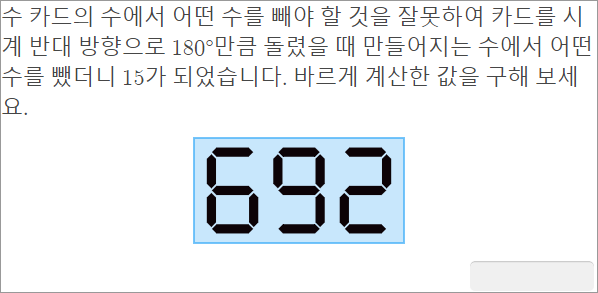 수 카드의 수에서 어떤 수를 빼야 할 것을 잘못하여 카드를 시
계 반대 방향으로 180°만큼 돌렸을 때 만들어지는 수에서 어떤
수를 뺐더니 15가 되었습니다. 바르게 계산한 값을 구해 보세
요.
692